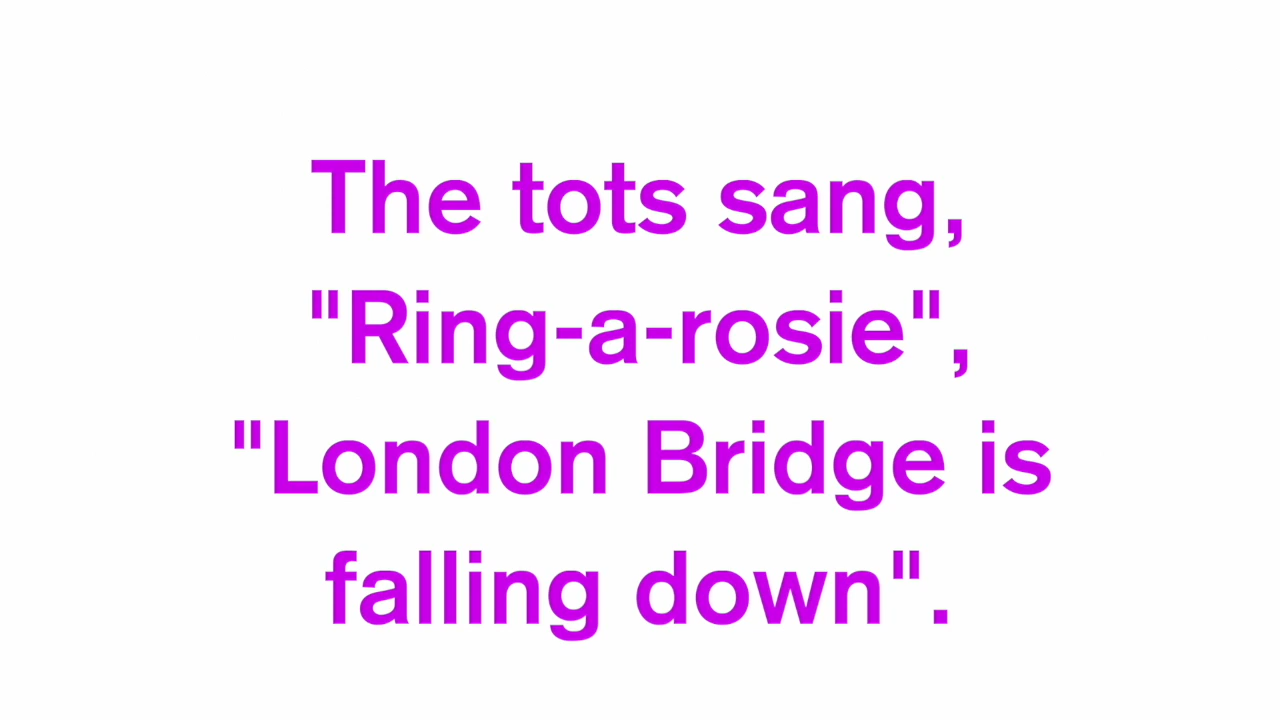 The tots sang,
"Ring-a-rosie",
"London Bridge is
falling down".